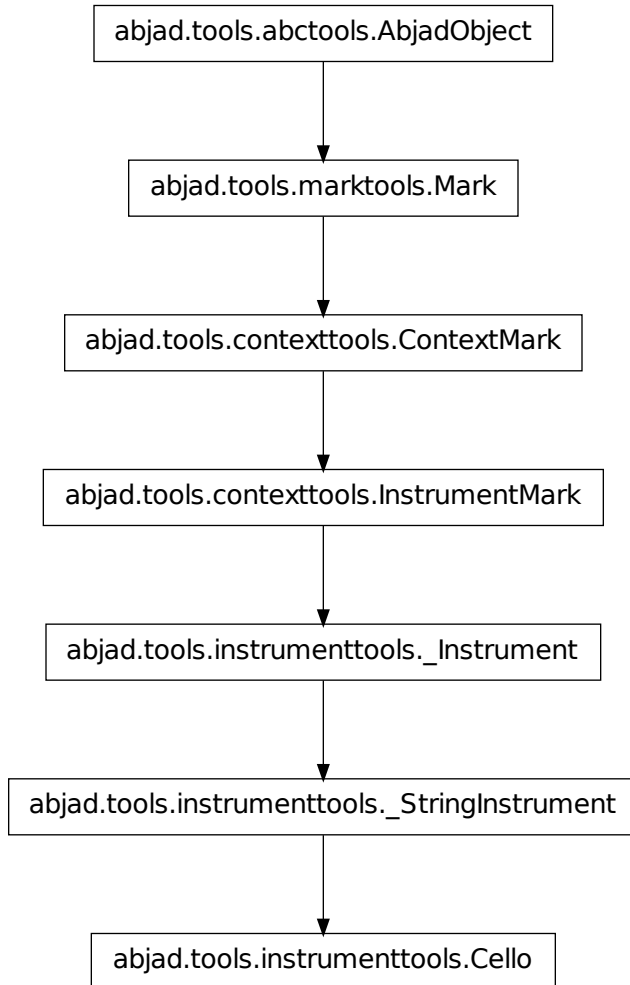 abjad.tools.abctools.AbjadObject
abjad.tools.marktools.Mark
abjad.tools.contexttools.ContextMark
abjad.tools.contexttools.InstrumentMark
abjad.tools.instrumenttools._Instrument
abjad.tools.instrumenttools._StringInstrument
abjad.tools.instrumenttools.Cello